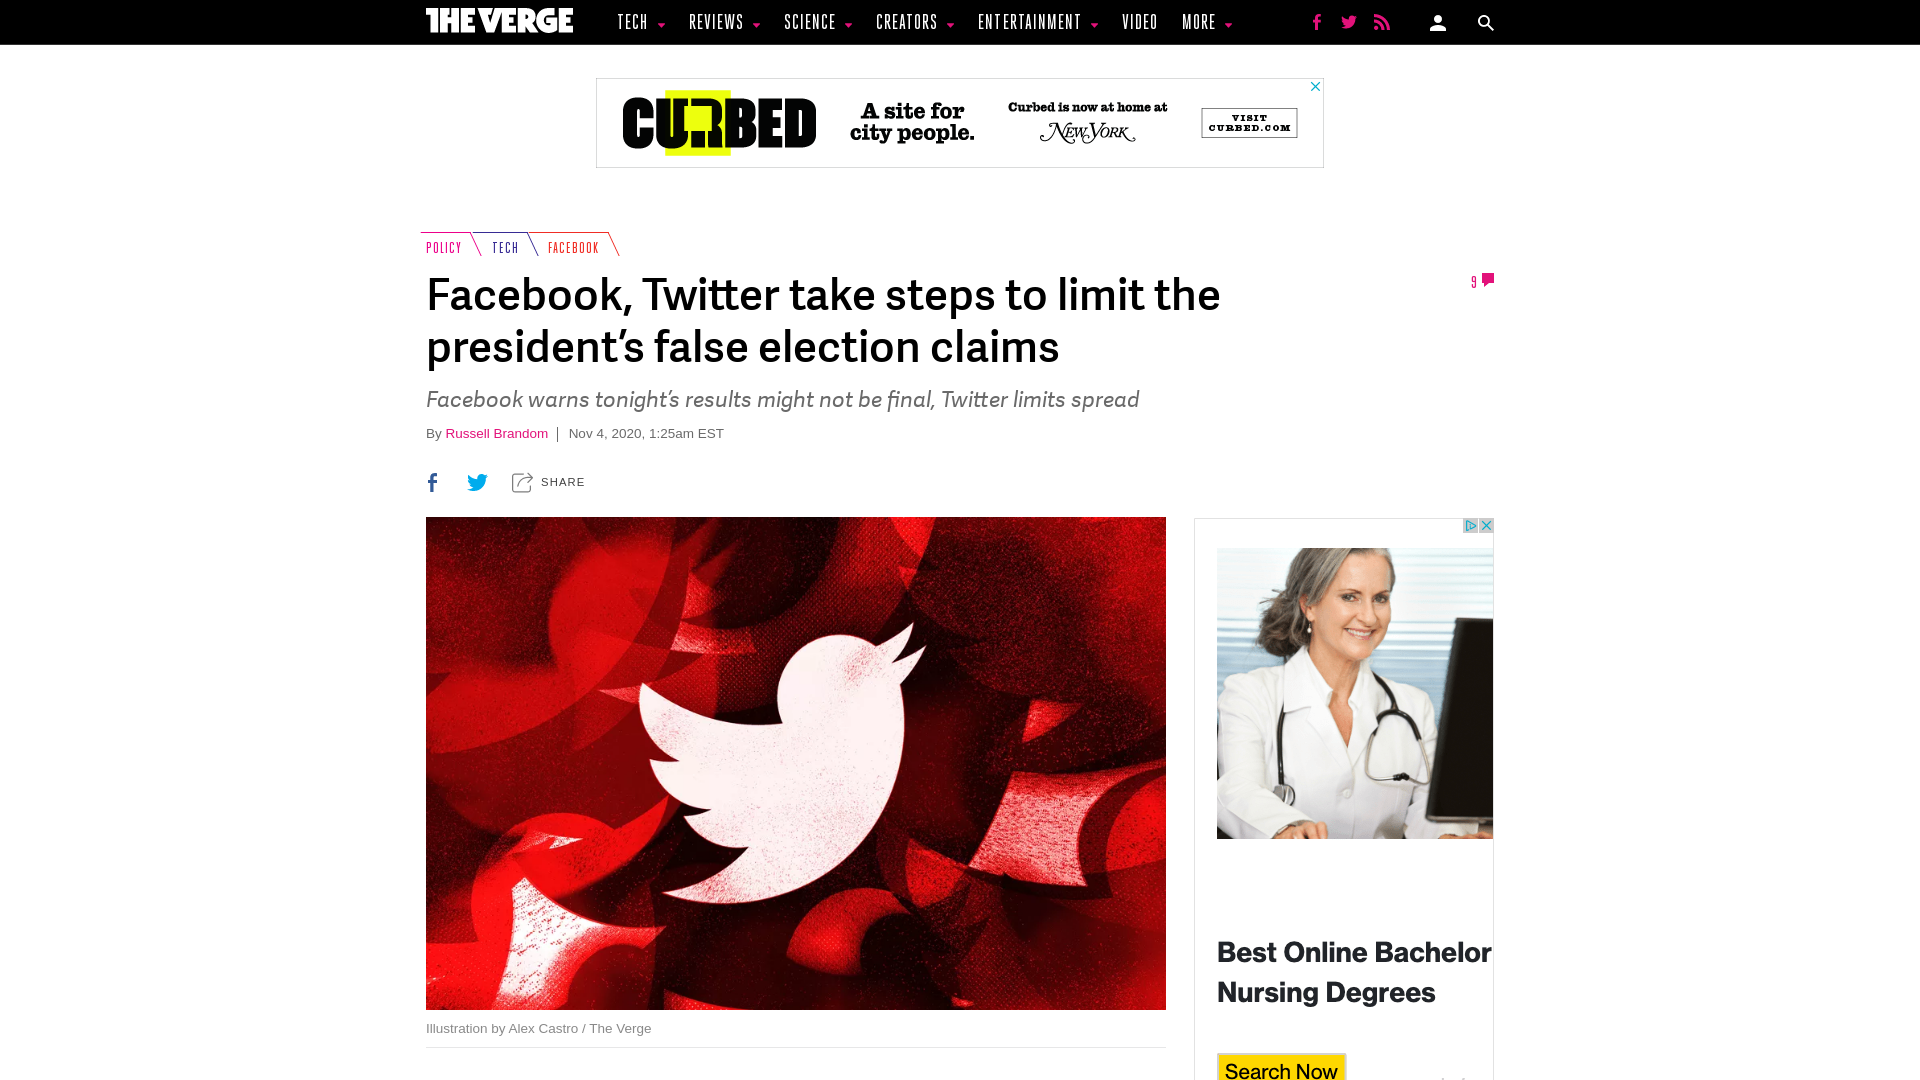 THE VERGE
TECH REVIEWS SCIENCE CREATORS ENTERTAINMENT VIDEO MORE
CURBED
A site for
city people.
Curbed is now at home at
NEW YORK
VISIT
CURBED.COM
POLICY TECH FACEBOOK
Facebook, Twitter take steps to limit the
president’s false election claims
9
Facebook warns tonight’s results might not be final, Twitter limits spread
By Russell Brandom | Nov 4, 2020, 1:25am EST
SHARE
Illustration by Alex Castro / The Verge
Best Online Bachelor
Nursing Degrees
Search Now